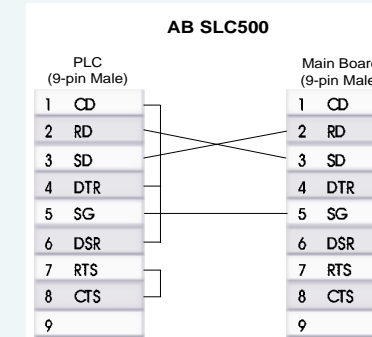 AB SLC500
PLC
(9-pin Male)
1 CD
2 RD
3 SD
4 DTR
5 SG
6 DSR
7 RTS
8 CTS
9
Main Boar
(9-pin Male
1 CD
2 RD
3 SD
4 DTR
5 SG
6 DSR
7 RTS
8 CTS
9